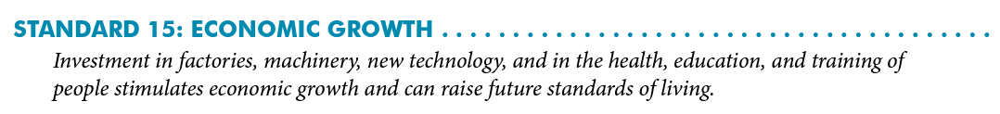 STANDARD 15: ECONOMIC GROWTH . . . . . . . . . . . . . . . . . . . . . . . . . . . . . . . . . . . . . . . .
Investment in factories, machinery, new technology, and in the health, education, and training of
people stimulates economic growth and can raise future standards of living.